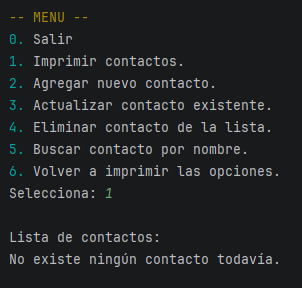 -- MENU --
0. Salir
1. Imprimir contactos.
2. Agregar nuevo contacto.
3. Actualizar contacto existente.
4. Eliminar contacto de la lista.
5. Buscar contacto por nombre.
6. Volver a imprimir las opciones.
Selecciona: 1
Lista de contactos:
No existe ningún contacto todavía.